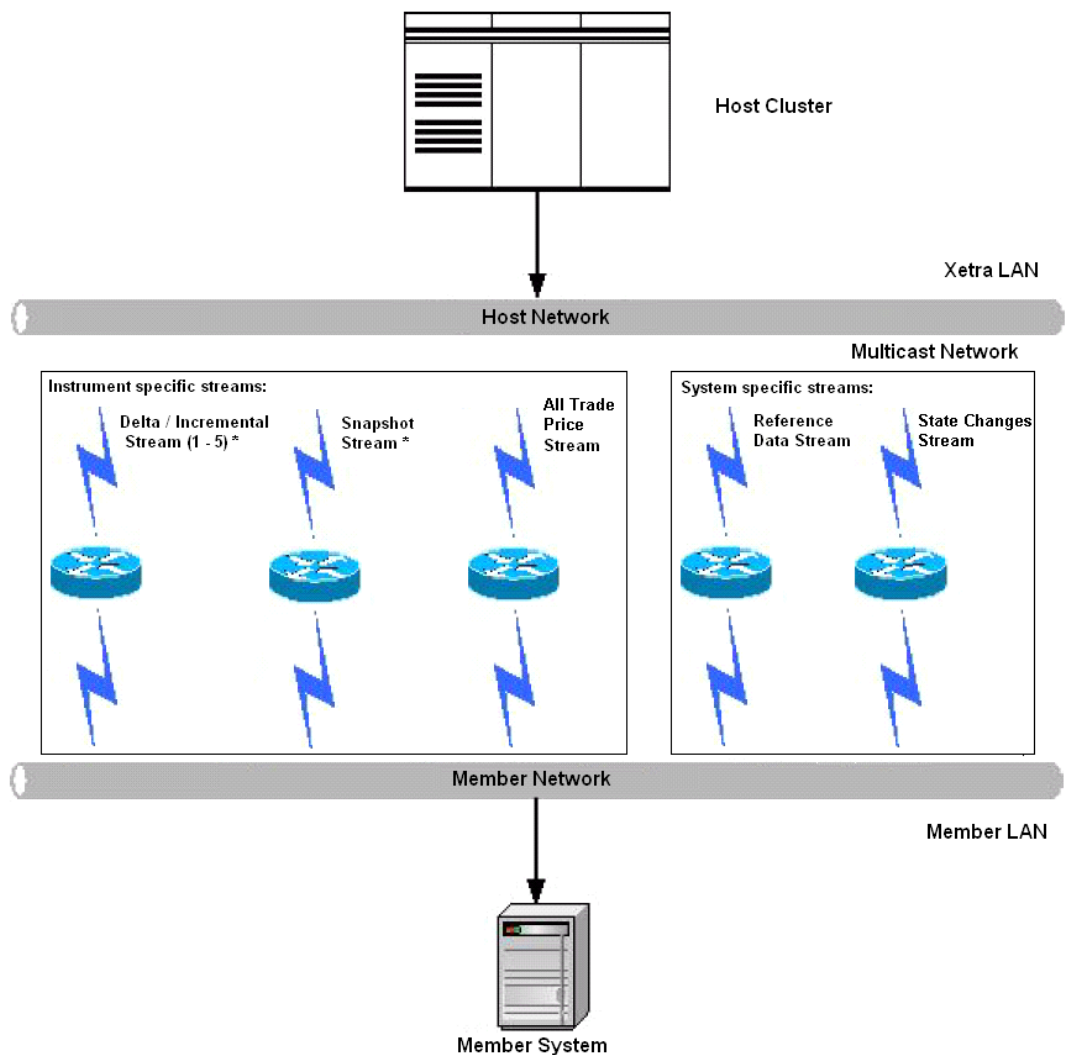 Host Cluster
Xetra LAN
Host Network
Multicast Network
Instrument specific streams:
Delta / Incremental
Stream (1 - 5) *
Snapshot
Stream *
All Trade
Price
Stream
System specific streams:
Reference
Data Stream
State Changes
Stream
Member Network
Member LAN
Member System